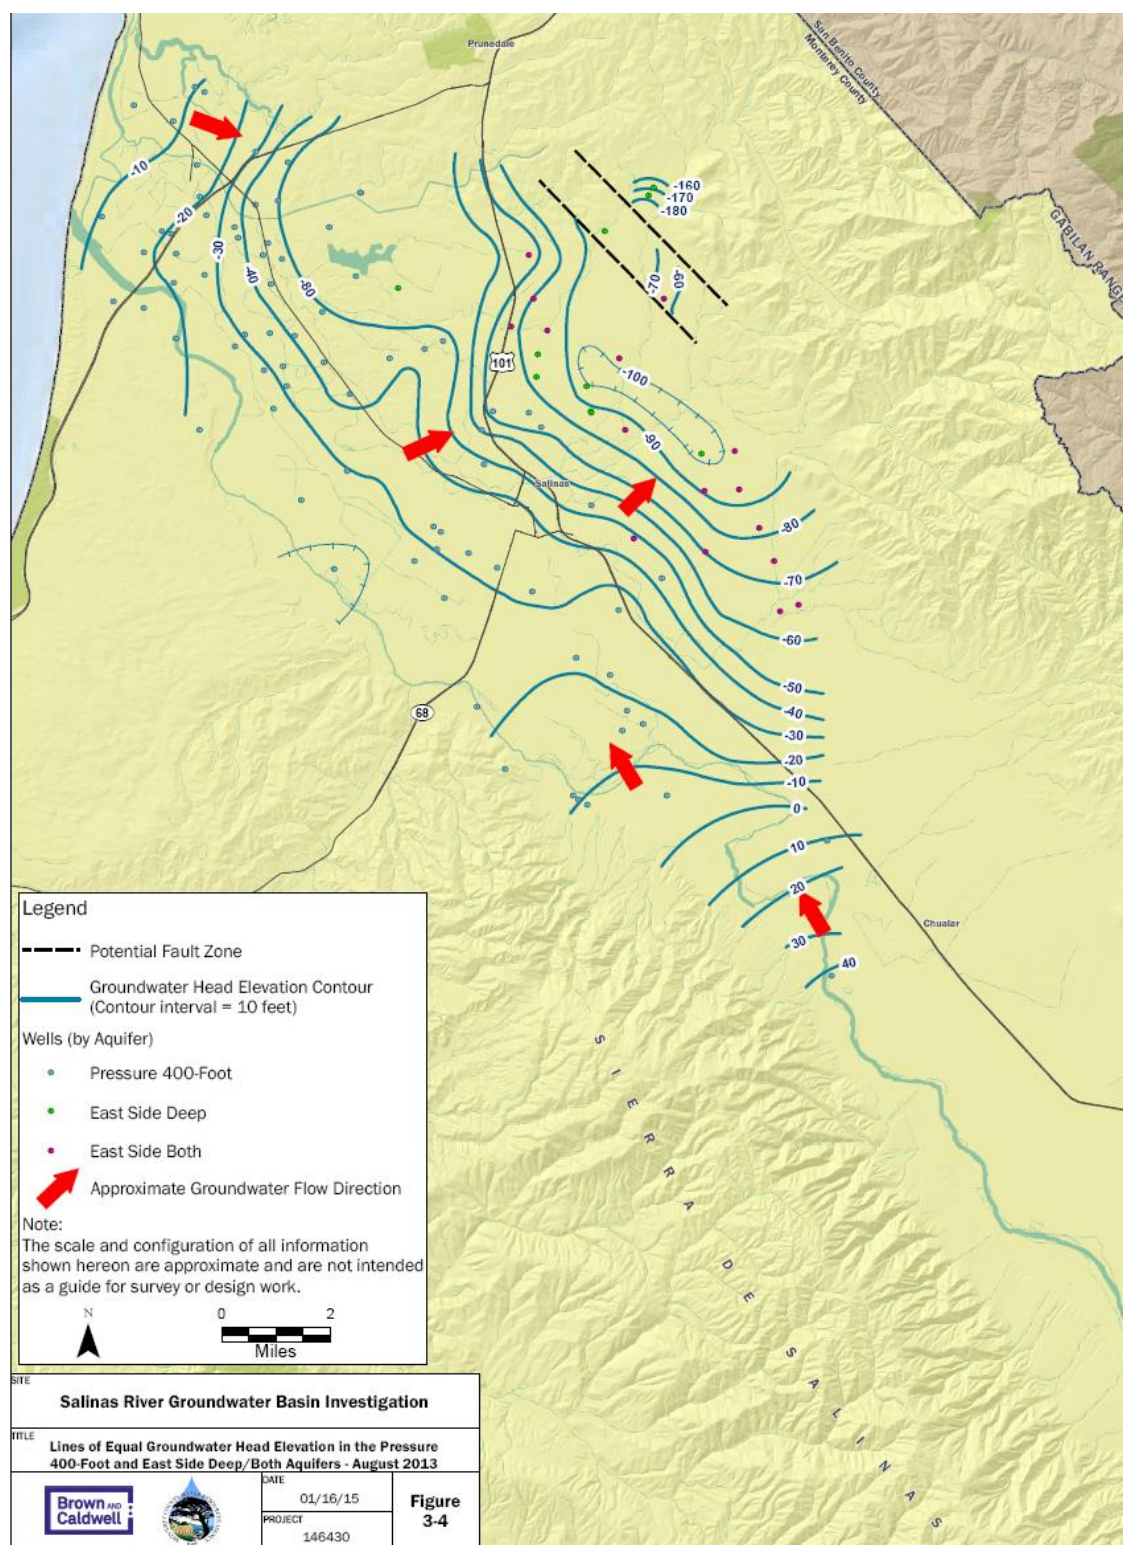 Prunedale
San Benito County
Monterey County
GABILAN RANGE
-10
-20
-30
-40
-80
-160
-170
-180
-70
-60
101
-100
-90
Salinas
-80
-70
-60
-50
-40
-30
-20
-10
0
10
20
30
40
68
Chualar
SIERRA DE SALINAS
Legend
Potential Fault Zone
Groundwater Head Elevation Contour
(Contour interval = 10 feet)
Wells (by Aquifer)
Pressure 400-Foot
East Side Deep
East Side Both
Approximate Groundwater Flow Direction
Note:
The scale and configuration of all information
shown hereon are approximate and are not intended
as a guide for survey or design work.
N
0 2
Miles
SITE
Salinas River Groundwater Basin Investigation
TITLE
Lines of Equal Groundwater Head Elevation in the Pressure
400-Foot and East Side Deep/Both Aquifers - August 2013
Brown AND
Caldwell
DATE
01/16/15
PROJECT
146430
Figure
3-4